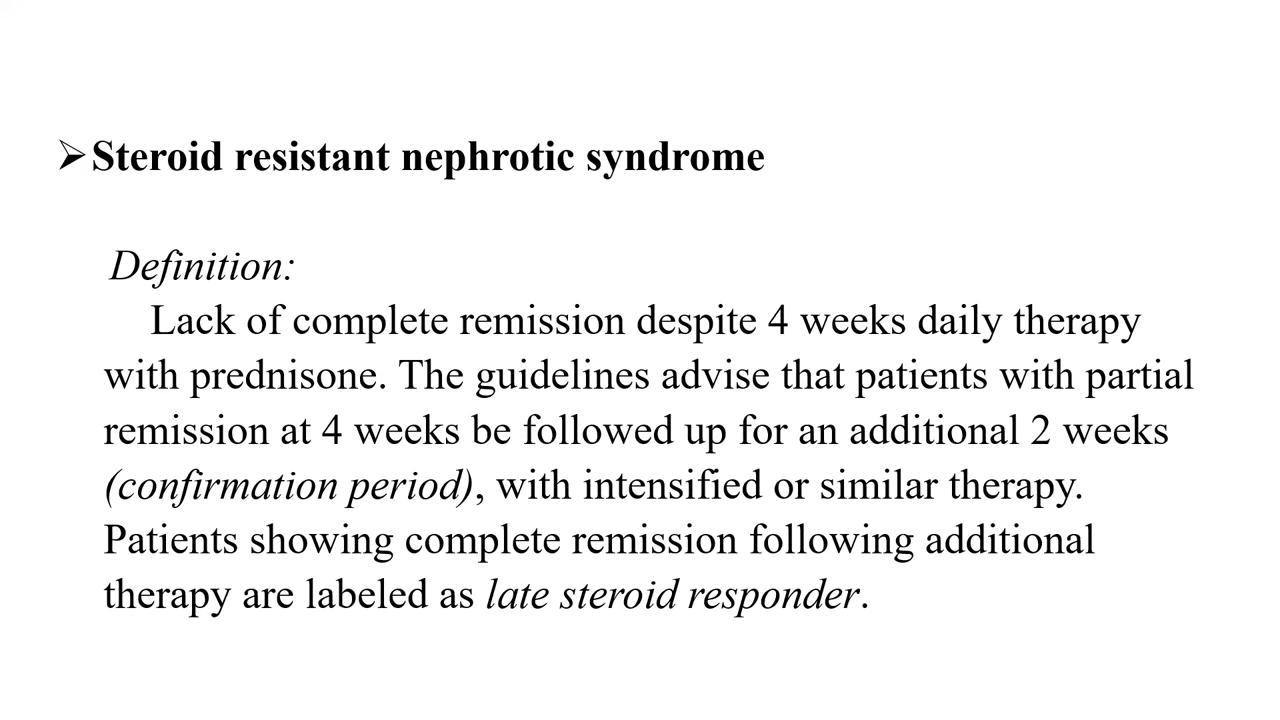 ➢Steroid resistant nephrotic syndrome
Definition:
Lack of complete remission despite 4 weeks daily therapy
with prednisone. The guidelines advise that patients with partial
remission at 4 weeks be followed up for an additional 2 weeks
(confirmation period), with intensified or similar therapy.
Patients showing complete remission following additional
therapy are labeled as late steroid responder.